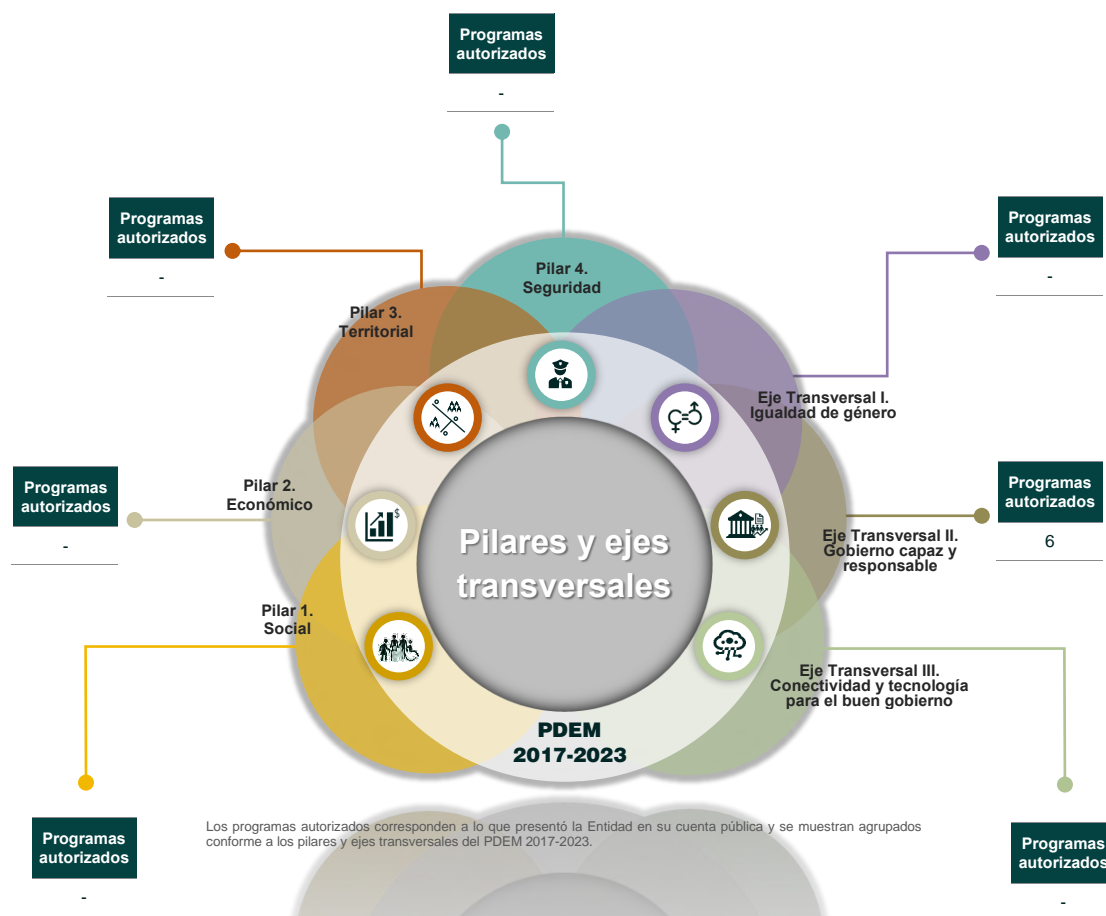 Programas
autorizados
-
Programas
autorizados
-
Programas
autorizados
-
Pilar 4.
Seguridad
Pilar 3.
Territorial
Eje Transversal I.
Igualdad de género
Programas
autorizados
-
Pilar 2.
Económico
$
Programas
autorizados
6
Eje Transversal II.
Gobierno capaz y
responsable
Pilares y ejes
transversales
Pilar 1.
Social
Eje Transversal III.
Conectividad y tecnología
para el buen gobierno
PDEM
2017-2023
Programas
autorizados
-
Los programas autorizados corresponden a lo que presentó la Entidad en su cuenta pública y se muestran agrupados
conforme a los pilares y ejes transversales del PDEM 2017-2023.
Programas
autorizados
-